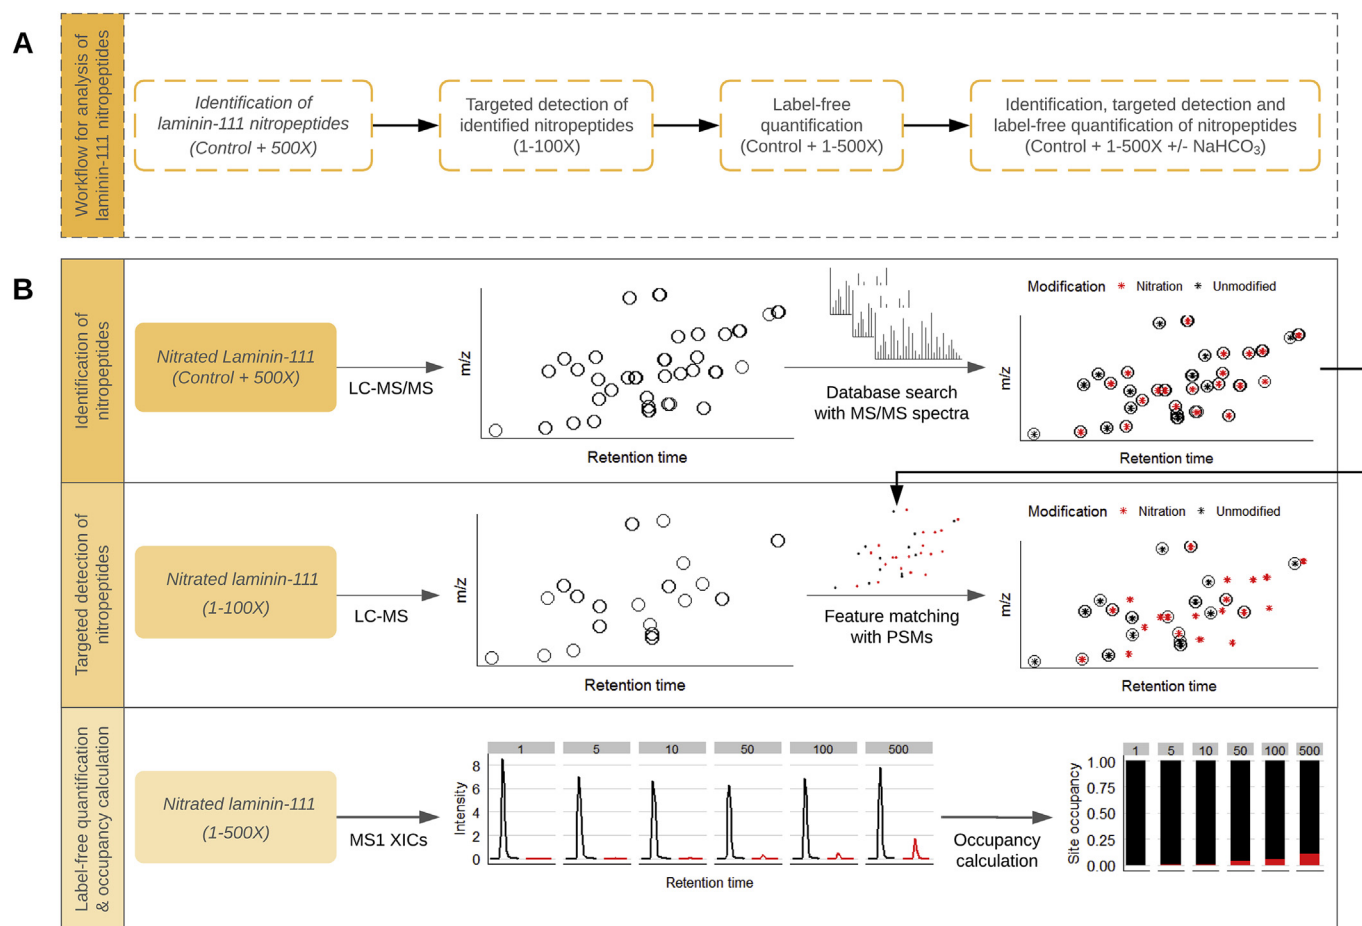 A
Workflow for analysis of
laminin-111 nitropeptides
Identification of
laminin-111 nitropeptides
(Control + 500X)
Targeted detection of
identified nitropeptides
(1-100X)
Label-free
quantification
(Control + 1-500X)
Identification, targeted detection and
label-free quantification of nitropeptides
(Control + 1-500X +/- NaHCO3)
B
Identification of
nitropeptides
Nitrated Laminin-111
(Control + 500X)
LC-MS/MS
m/z
Retention time
Database search
with MS/MS spectra
Modification * Nitration * Unmodified
m/z
Retention time
Targeted detection of
nitropeptides
Nitrated laminin-111
(1-100X)
LC-MS
m/z
Retention time
Feature matching
with PSMs
Modification * Nitration * Unmodified
m/z
Retention time
Label-free quantification
& occupancy calculation
Nitrated laminin-111
(1-500X)
MS1 XICs
1 5 10 50 100 500
Intensity
8
6
4
2
0
Retention time
Occupancy
calculation
1 5 10 50 100 500
Site occupancy
1.00
0.75
0.50
0.25
0.00